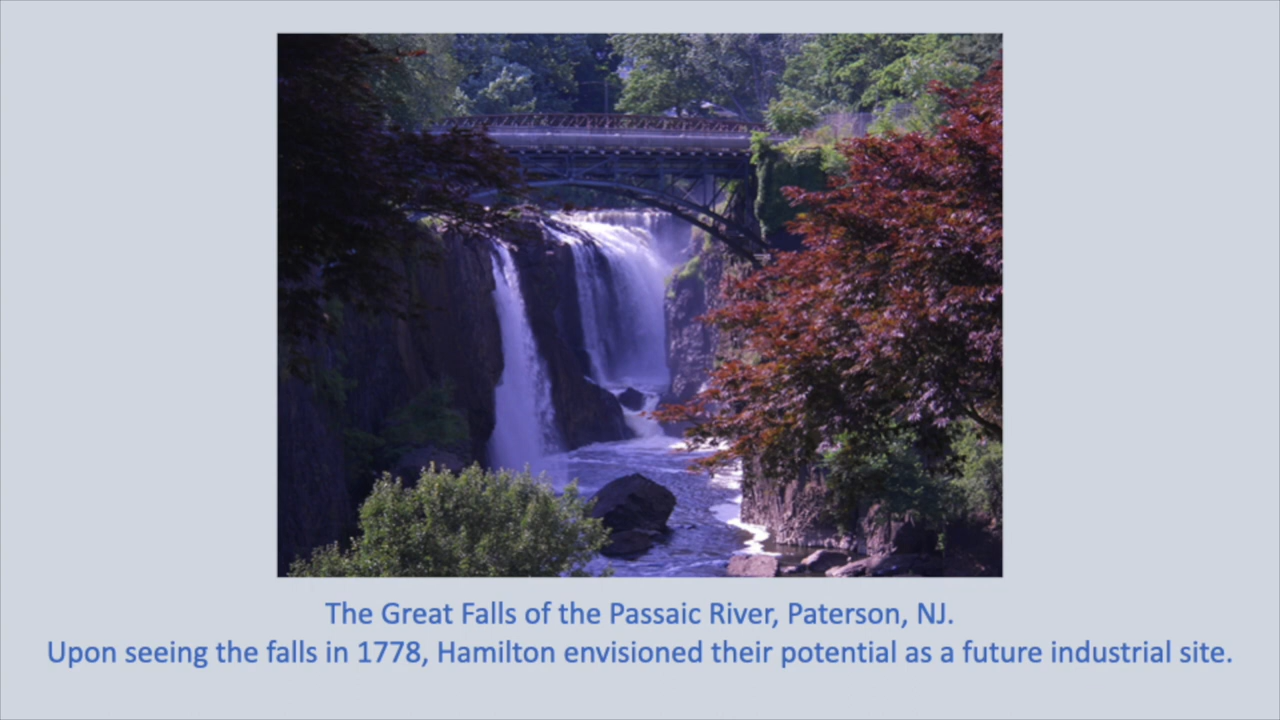 The Great Falls of the Passaic River, Paterson, NJ.
Upon seeing the falls in 1778, Hamilton envisioned their potential as a future industrial site.